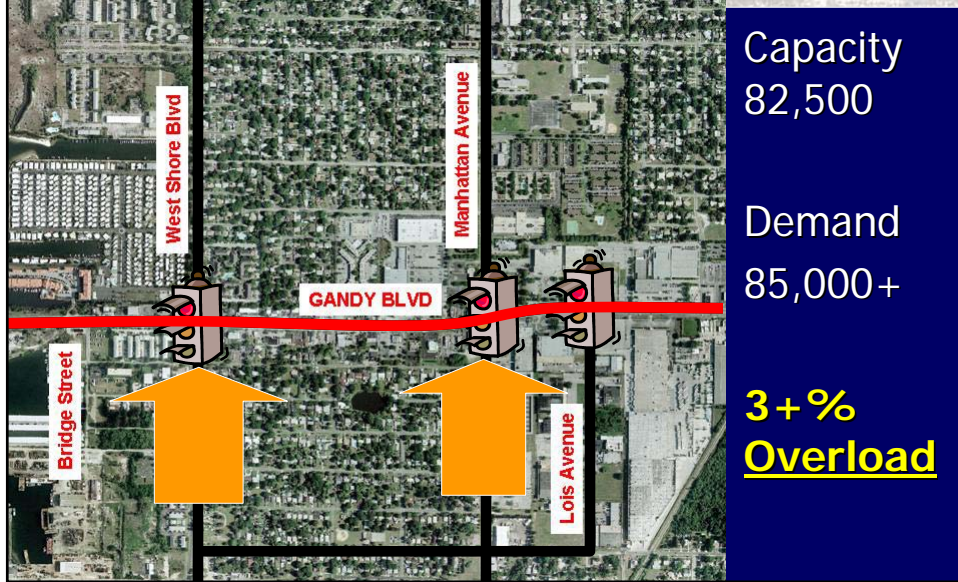 West Shore Blvd
Manhattan Avenue
GANDY BLVD
Bridge Street
Lois Avenue
Capacity
82,500
Demand
85,000+
3+%
Overload